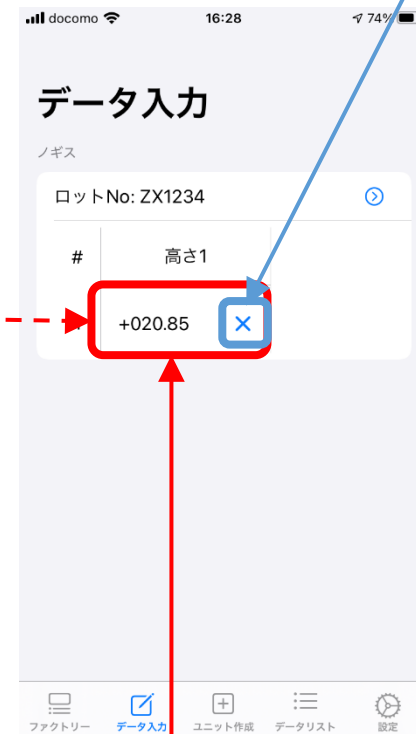 docomo 16:28 74%
データ入力
ノギス
ロットNo: ZX1234
# 高さ1
+020.85
ファクトリー データ入力 ユニット作成 データリスト 設定